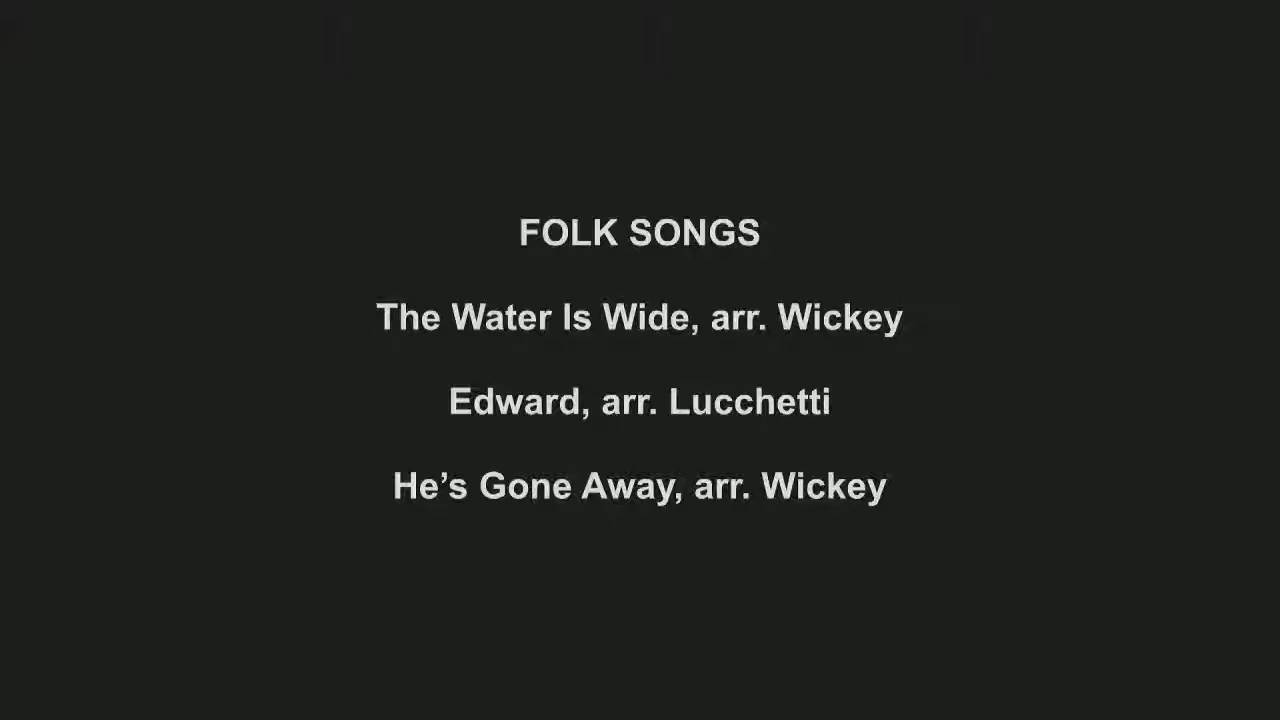 FOLK SONGS
The Water Is Wide, arr. Wickey
Edward, arr. Lucchetti
He’s Gone Away, arr. Wickey